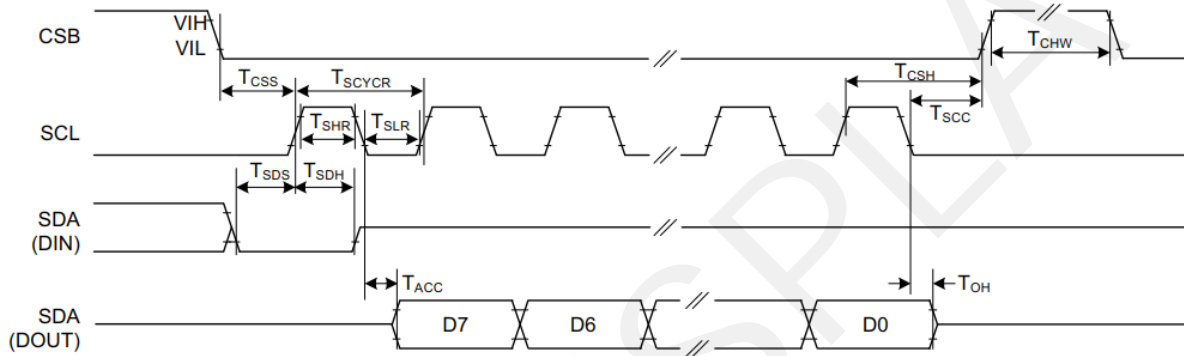 CSB
VIH
VIL
TCHW
TCSS
TSCYCR
TCSH
SCL
TSHR
TSLR
TSCC
TSDS
TSDH
SDA
(DIN)
TACC
TOH
SDA
(DOUT)
D7
D6
D0
SPLA